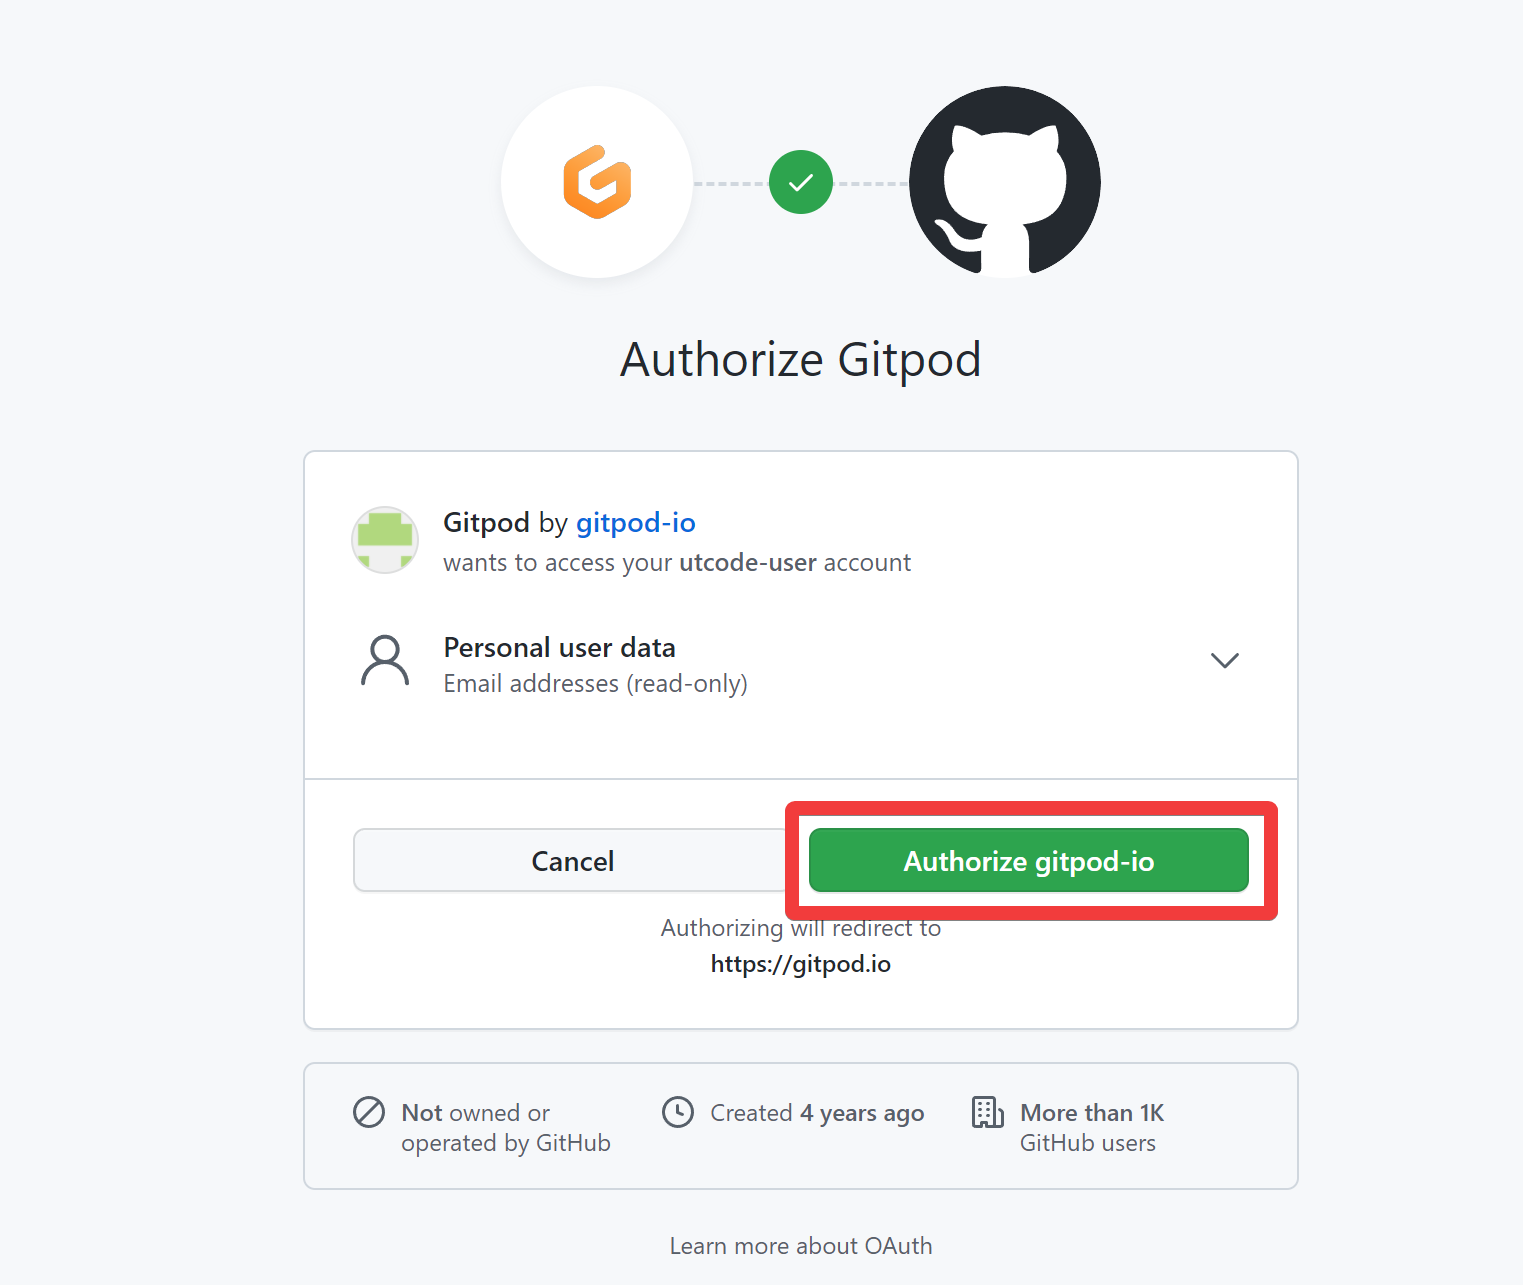 Authorize Gitpod
Gitpod by gitpod-io
wants to access your utcode-user account
Personal user data
Email addresses (read-only)
Cancel
Authorize gitpod-io
Authorizing will redirect to
https://gitpod.io
Not owned or
operated by GitHub
Created 4 years ago
More than 1K
GitHub users
Learn more about OAuth